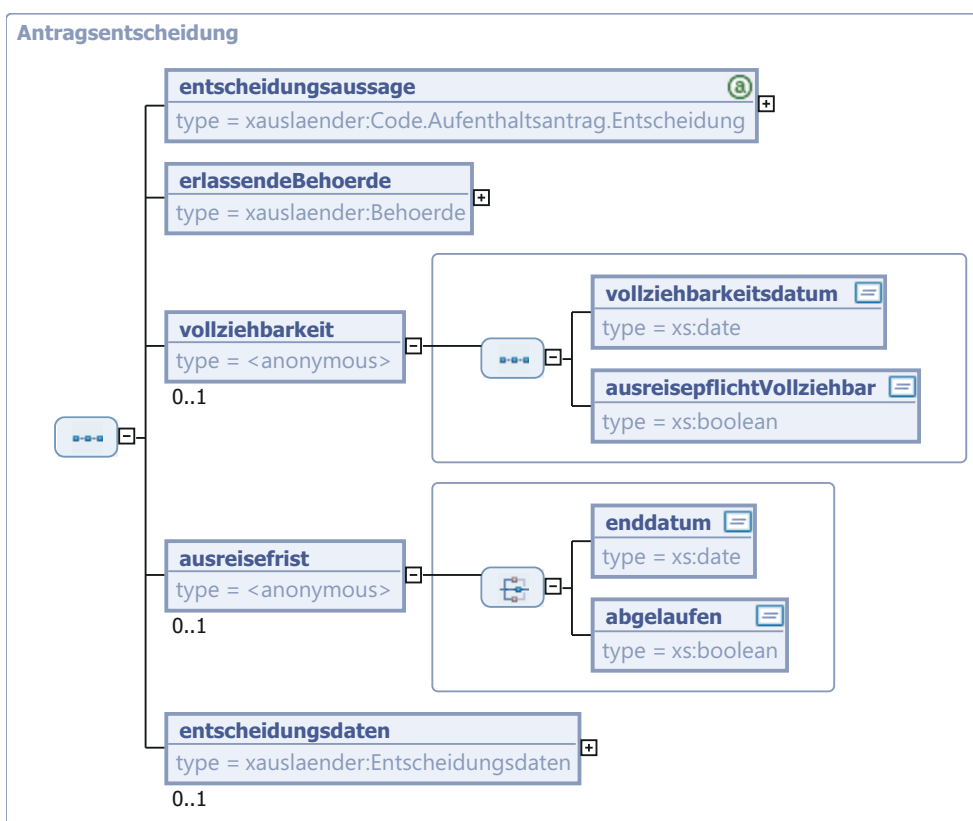 Antragsentscheidung
entscheidungsaussage
type = xauslaender:Code.Aufenthaltsantrag.Entscheidung
erlassendeBehoerde
type = xauslaender:Behoerde
vollziehbarkeit
type = <anonymous>
0..1
vollziehbarkeitsdatum
type = xs:date
ausreisepflichtVollziehbar
type = xs:boolean
ausreisefrist
type = <anonymous>
0..1
enddatum
type = xs:date
abgelaufen
type = xs:boolean
entscheidungsdaten
type = xauslaender:Entscheidungsdaten
0..1